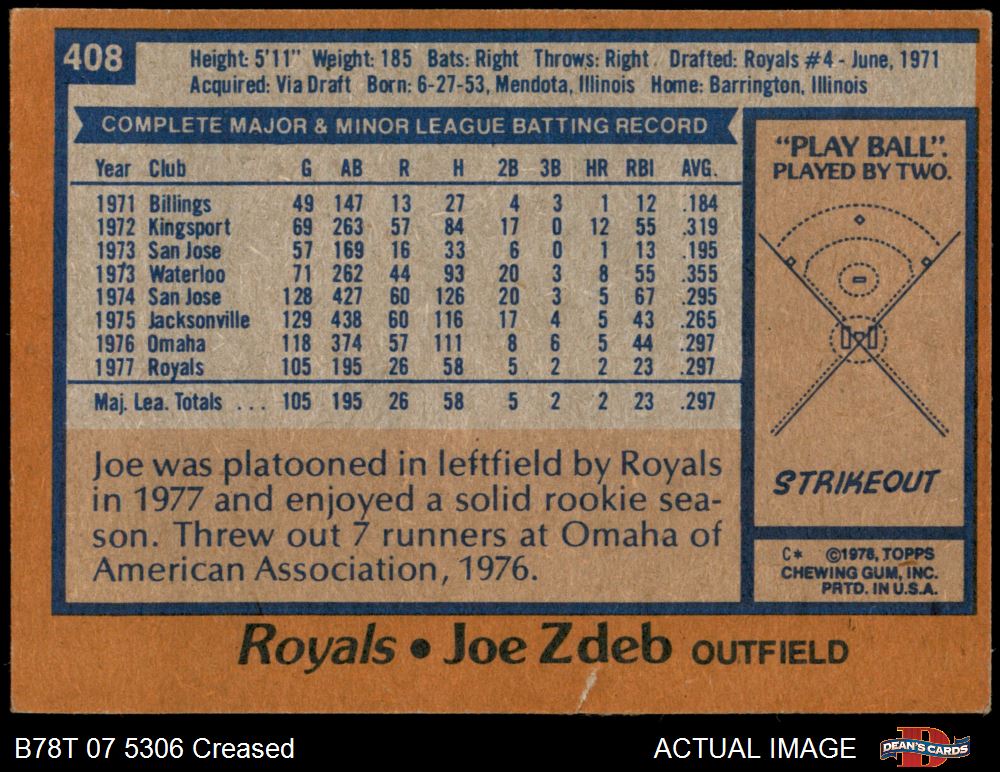 408
Height: 5'11" Weight: 185 Bats: Right Throws: Right Drafted: Royals #4 - June, 1971
Acquired: Via Draft Born: 6-27-53, Mendota, Illinois Home: Barrington, Illinois
COMPLETE MAJOR & MINOR LEAGUE BATTING RECORD
Year Club G AB R H 2B 3B HR RBI AVG.
1971 Billings 49 147 13 27 4 3 1 12 .184
1972 Kingsport 69 263 57 84 17 0 12 55 .319
1973 San Jose 57 169 16 33 6 0 1 13 .195
1973 Waterloo 71 262 44 93 20 3 8 55 .355
1974 San Jose 128 427 60 126 20 3 5 67 .295
1975 Jacksonville 129 438 60 116 17 4 5 43 .265
1976 Omaha 118 374 57 111 8 6 5 44 .297
1977 Royals 105 195 26 58 5 2 2 23 .297
Maj. Lea. Totals ... 105 195 26 58 5 2 2 23 .297
Joe was platooned in leftfield by Royals
in 1977 and enjoyed a solid rookie sea-
son. Threw out 7 runners at Omaha of
American Association, 1976.
"PLAY BALL".
PLAYED BY TWO.
STRIKEOUT
C* ©1978, TOPPS
CHEWING GUM, INC.
PRTD. IN U.S.A.
Royals • Joe Zdeb OUTFIELD
B78T 07 5306 Creased
ACTUAL IMAGE
DEAN'S CARDS